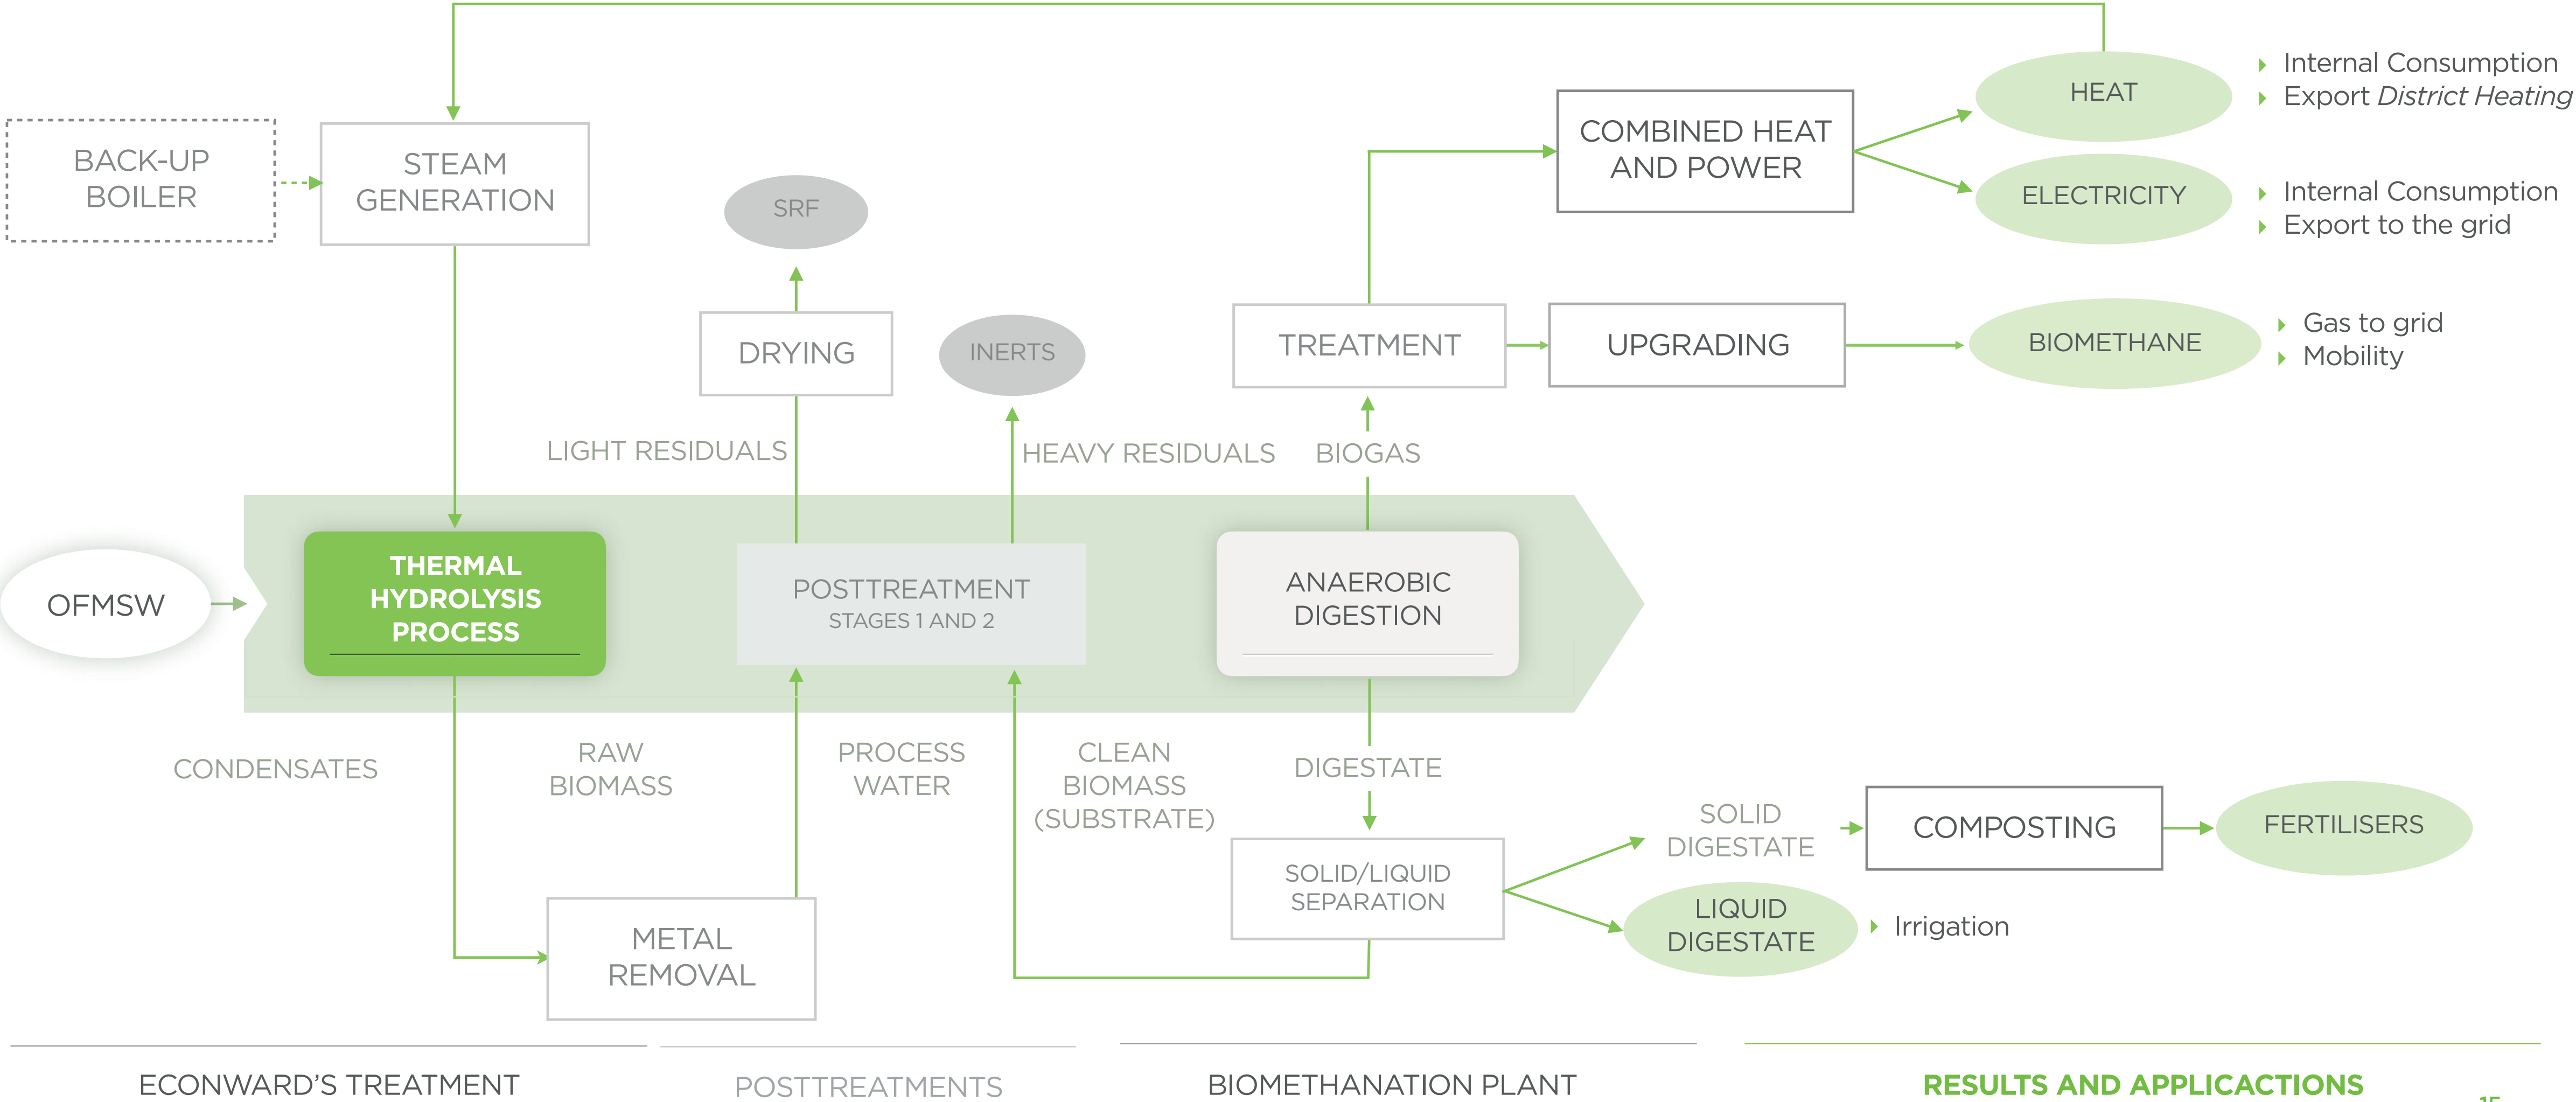 HEAT
Internal Consumption
Export District Heating
COMBINED HEAT
AND POWER
BACK-UP
BOILER
STEAM
GENERATION
SRF
ELECTRICITY
Internal Consumption
Export to the grid
DRYING
INERTS
TREATMENT
UPGRADING
BIOMETHANE
Gas to grid
Mobility
LIGHT RESIDUALS
HEAVY RESIDUALS
BIOGAS
OFMSW
THERMAL
HYDROLYSIS
PROCESS
POSTTREATMENT
STAGES 1 AND 2
ANAEROBIC
DIGESTION
CONDENSATES
RAW
BIOMASS
PROCESS
WATER
CLEAN
BIOMASS
(SUBSTRATE)
DIGESTATE
SOLID
DIGESTATE
COMPOSTING
FERTILISERS
SOLID/LIQUID
SEPARATION
LIQUID
DIGESTATE
Irrigation
METAL
REMOVAL
ECONWARD'S TREATMENT
POSTTREATMENTS
BIOMETHANATION PLANT
RESULTS AND APPLICACTIONS
15